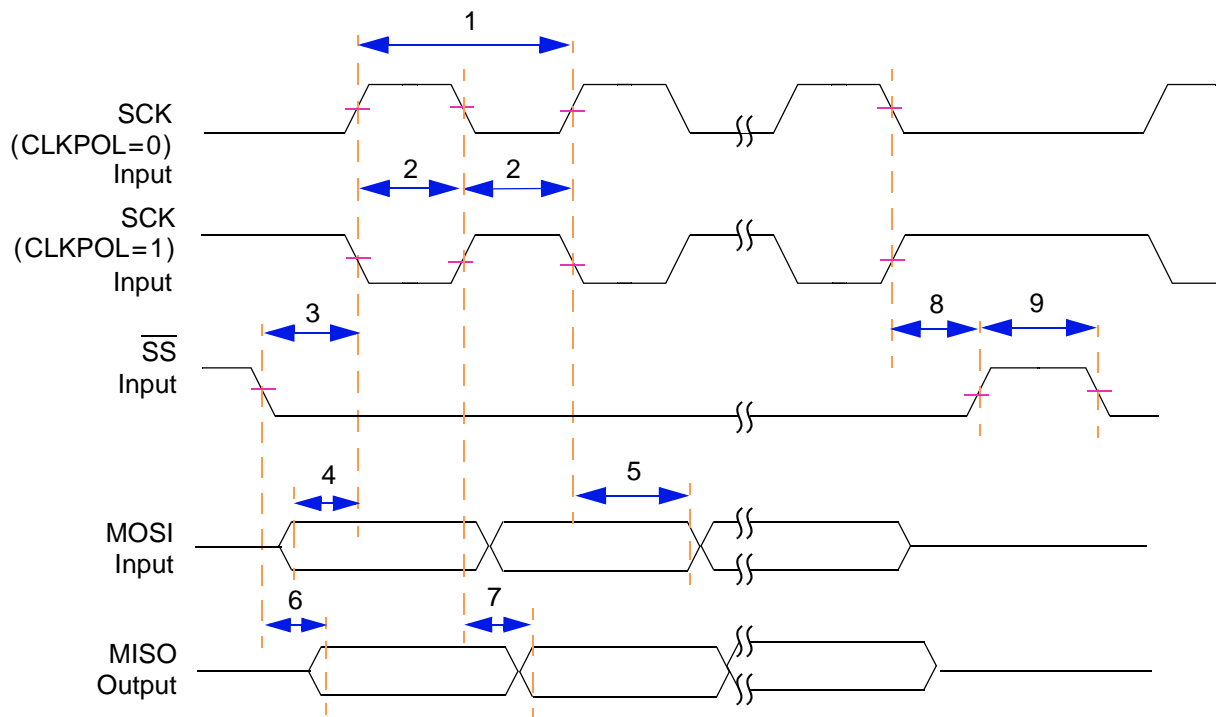 1
SCK
(CLKPOL=0)
Input
2 2
SCK
(CLKPOL=1)
Input
3 8 9
SS
Input
4 5
MOSI
Input
6 7
MISO
Output